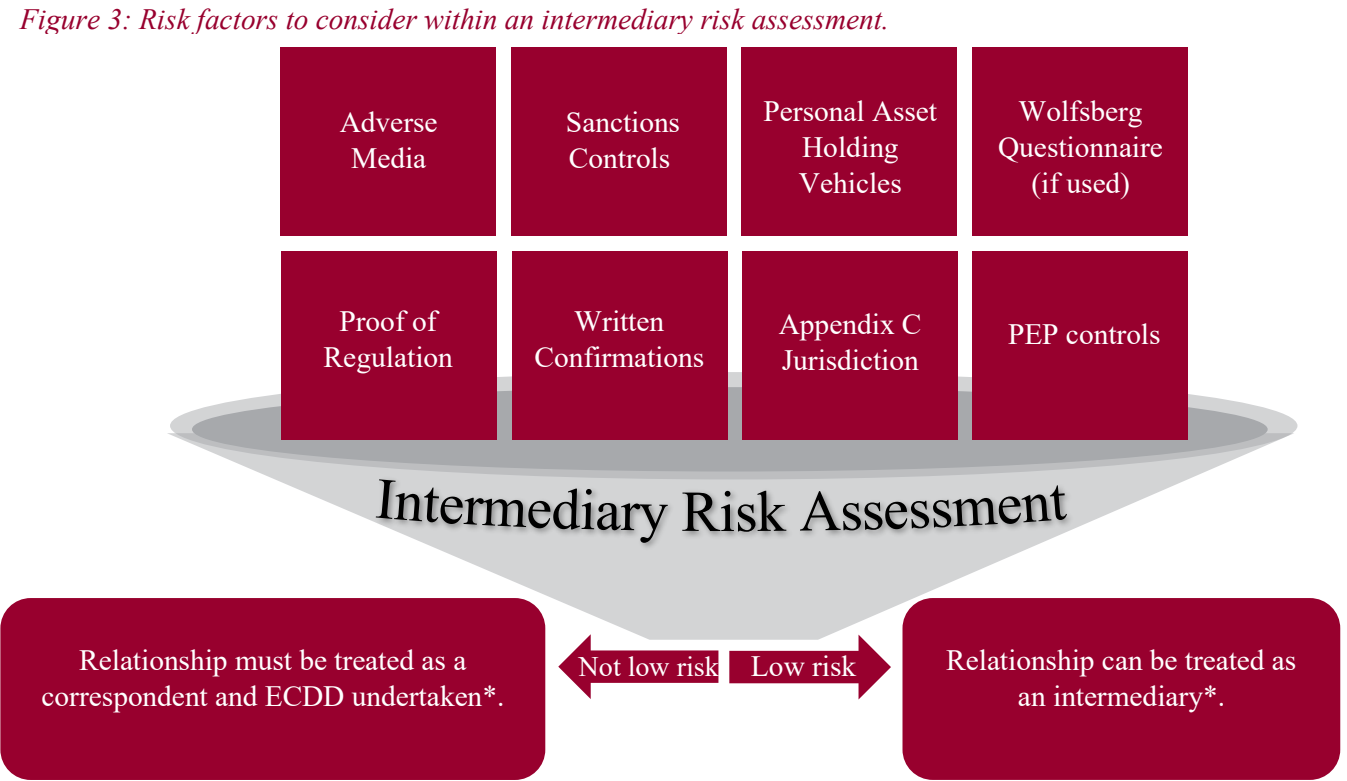 Figure 3: Risk factors to consider within an intermediary risk assessment.
Adverse
Media
Sanctions
Controls
Personal Asset
Holding
Vehicles
Wolfsberg
Questionnaire
(if used)
Proof of
Regulation
Written
Confirmations
Appendix C
Jurisdiction
PEP controls
Intermediary Risk Assessment
Relationship must be treated as a
correspondent and ECDD undertaken*.
Not low risk
Low risk
Relationship can be treated as
an intermediary*.